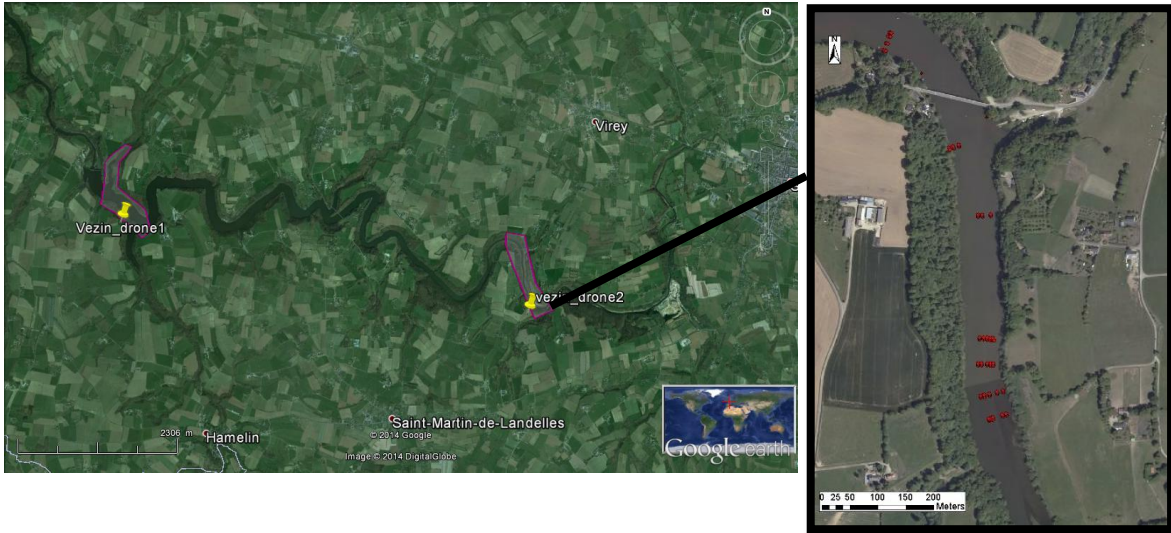 N
Virey
Vezin_drone1
vezin_drone2
2306 m
Hamelin
Saint-Martin-de-Landelles
© 2014 Google
Image © 2014 DigitalGlobe
Google earth
N
0 25 50 100 150 200
Meters